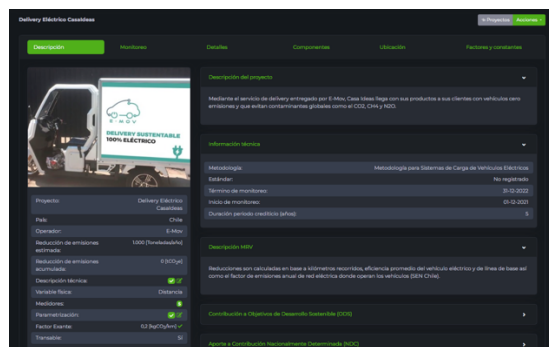 Delivery Eléctrico CasaIdeas
Proyectos
Acciones
Descripción
Monitoreo
Detalles
Componentes
Ubicación
Factores y constantes
E-MOV
DELIVERY SUSTENTABLE
100% ELÉCTRICO
Proyecto:
Delivery Eléctrico
CasaIdeas
País:
Chile
Operador:
E-Mov
Reducción de emisiones
estimada:
1.000 [Toneladas/año]
Reducción de emisiones
acumulada:
0 [tCO₂e]
Descripción técnica:
Variable física:
Distancia
Medidores:
Parametrización:
Factor Exante:
0,3 [kgCO₂/km]
Transable:
Sí
Descripción del proyecto
Mediante el servicio de delivery entregado por E-Mov, Casa Ideas llega con sus productos a sus clientes con vehículos cero
emisiones y que evitan contaminantes globales como el CO2, CH4 y N2O.
Información técnica
Metodología:
Metodología para Sistemas de Carga de Vehículos Eléctricos
Estándar:
No registrado
Término de monitoreo:
31-12-2022
Inicio de monitoreo:
01-12-2021
Duración período crediticio (años):
5
Descripción MRV
Reducciones son calculadas en base a kilómetros recorridos, eficiencia promedio del vehículo eléctrico y de línea de base así
como el factor de emisiones anual de red eléctrica donde operan los vehículos (SEN Chile).
Contribución a Objetivos de Desarrollo Sostenible (ODS)
Aporte a Contribución Nacionalmente Determinada (NDC)